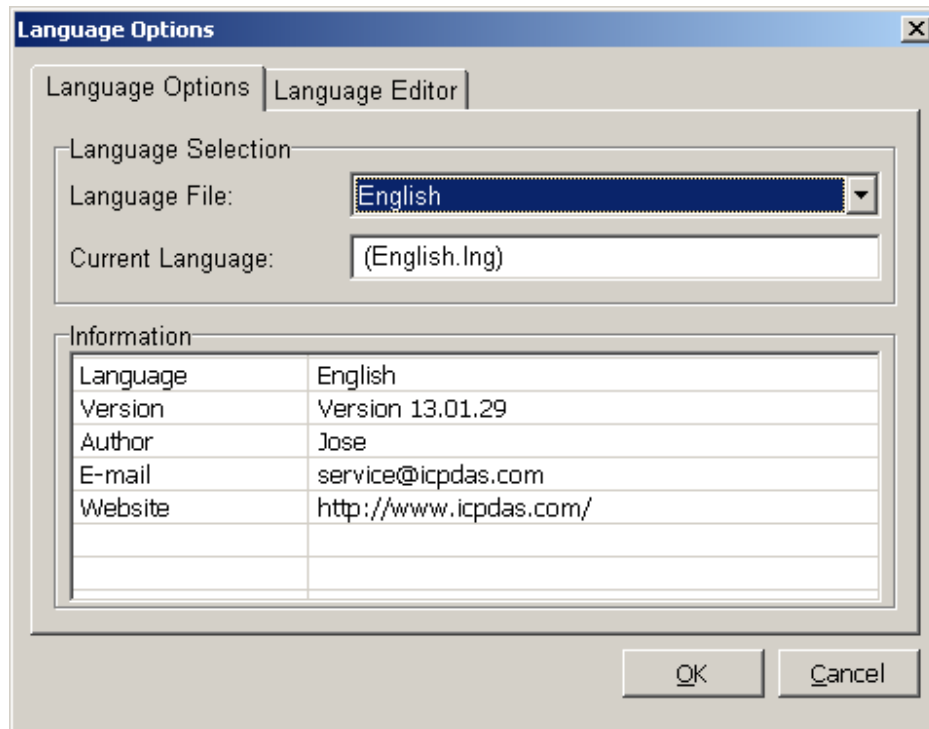 Language Options
Language Options Language Editor
Language Selection
Language File: English
Current Language: (English.lng)
Information
Language English
Version Version 13.01.29
Author Jose
E-mail service@icpdas.com
Website http://www.icpdas.com/
OK Cancel